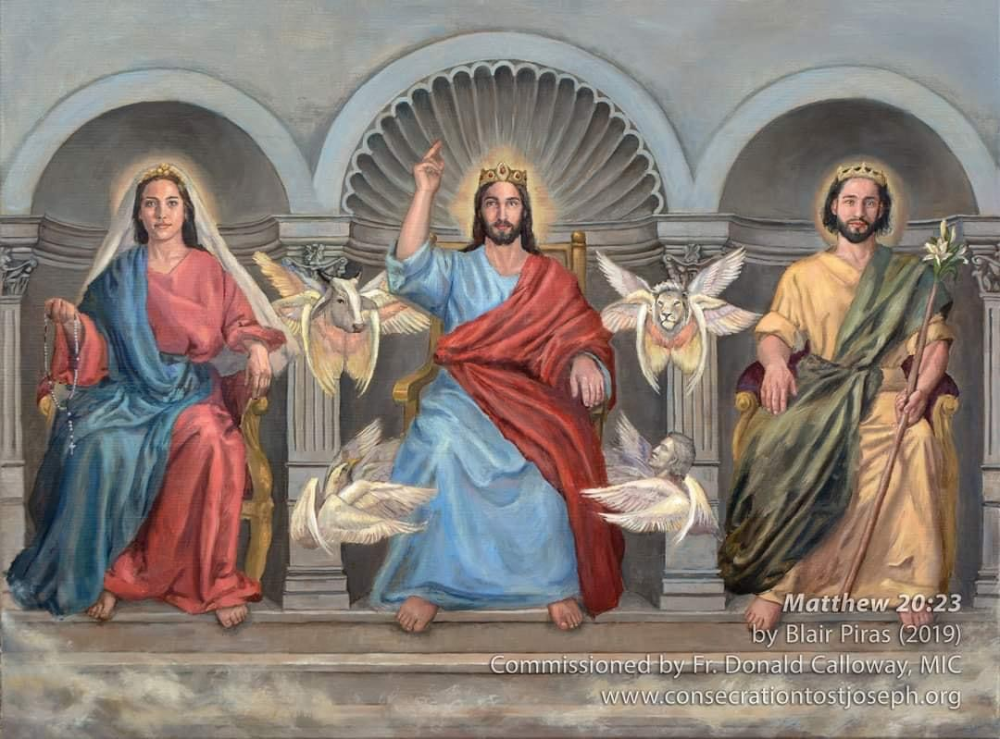 Matthew 20:23
by Blair Piras (2019)
Commissioned by Fr. Donald Calloway, MIC
www.consecrationtostjoseph.org